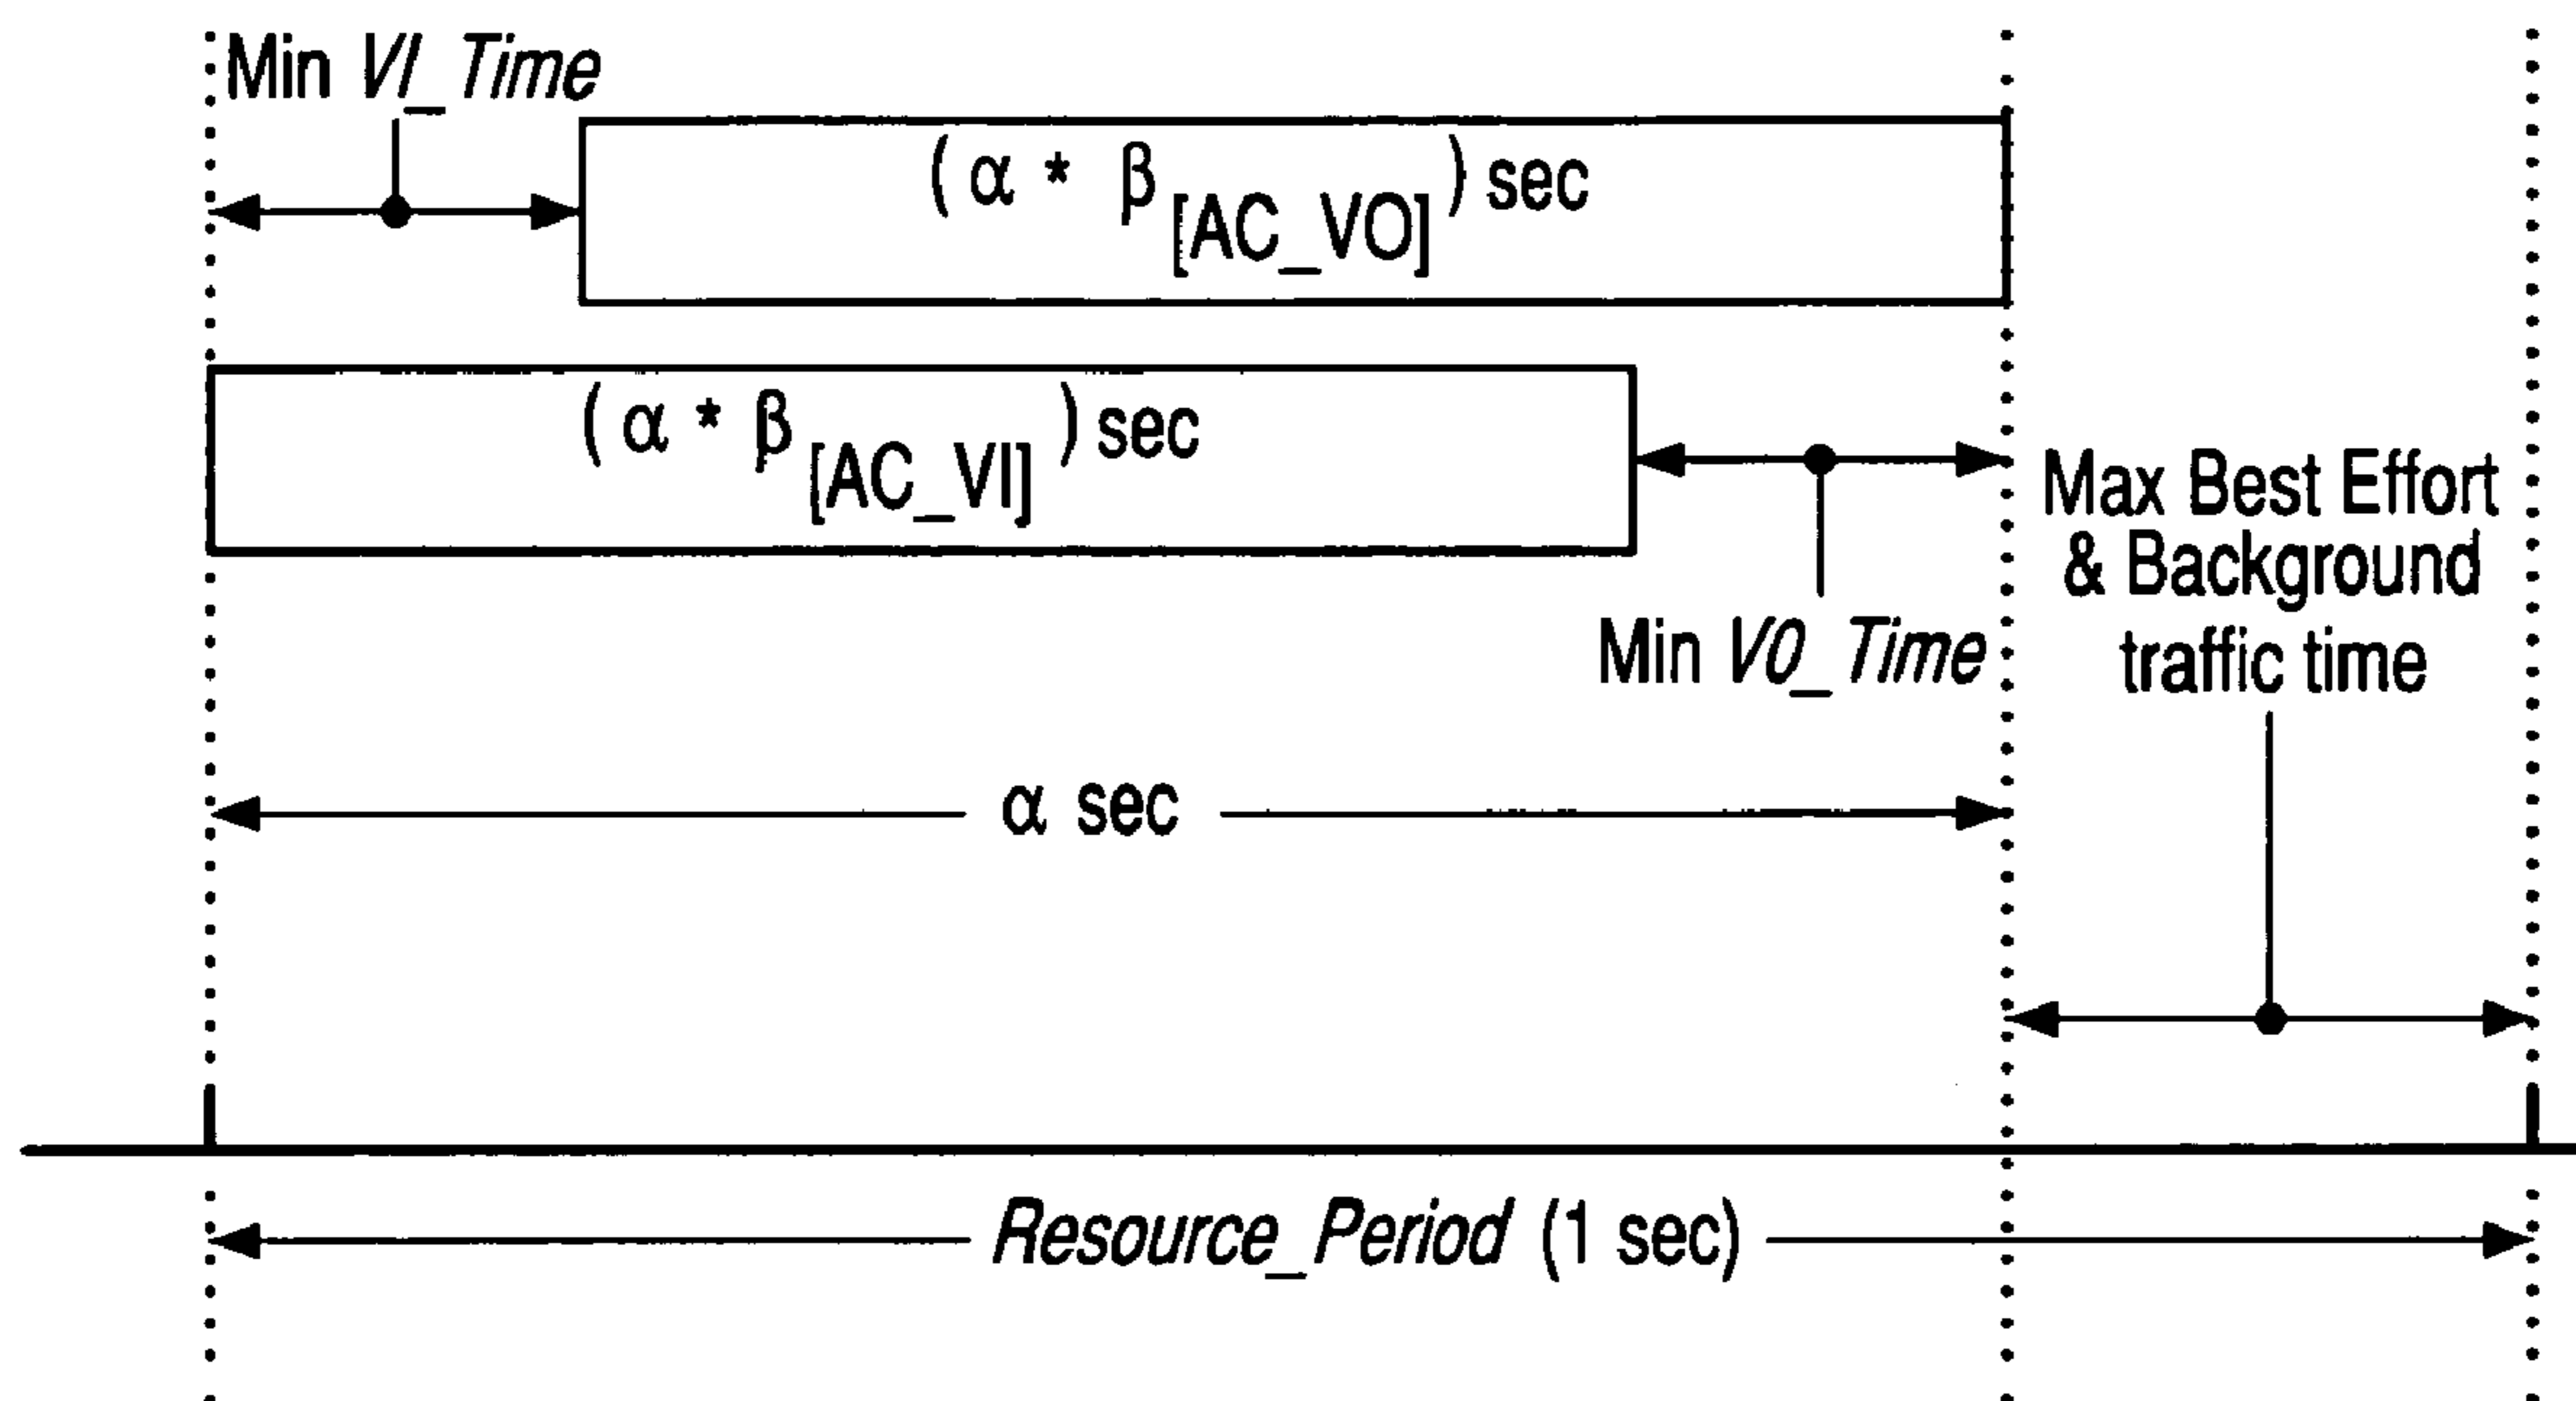 Min VI_Time
(α * β[AC_VO]) sec
(α * β[AC_VI]) sec
Max Best Effort
& Background
traffic time
Min V0_Time
α sec
Resource_Period (1 sec)